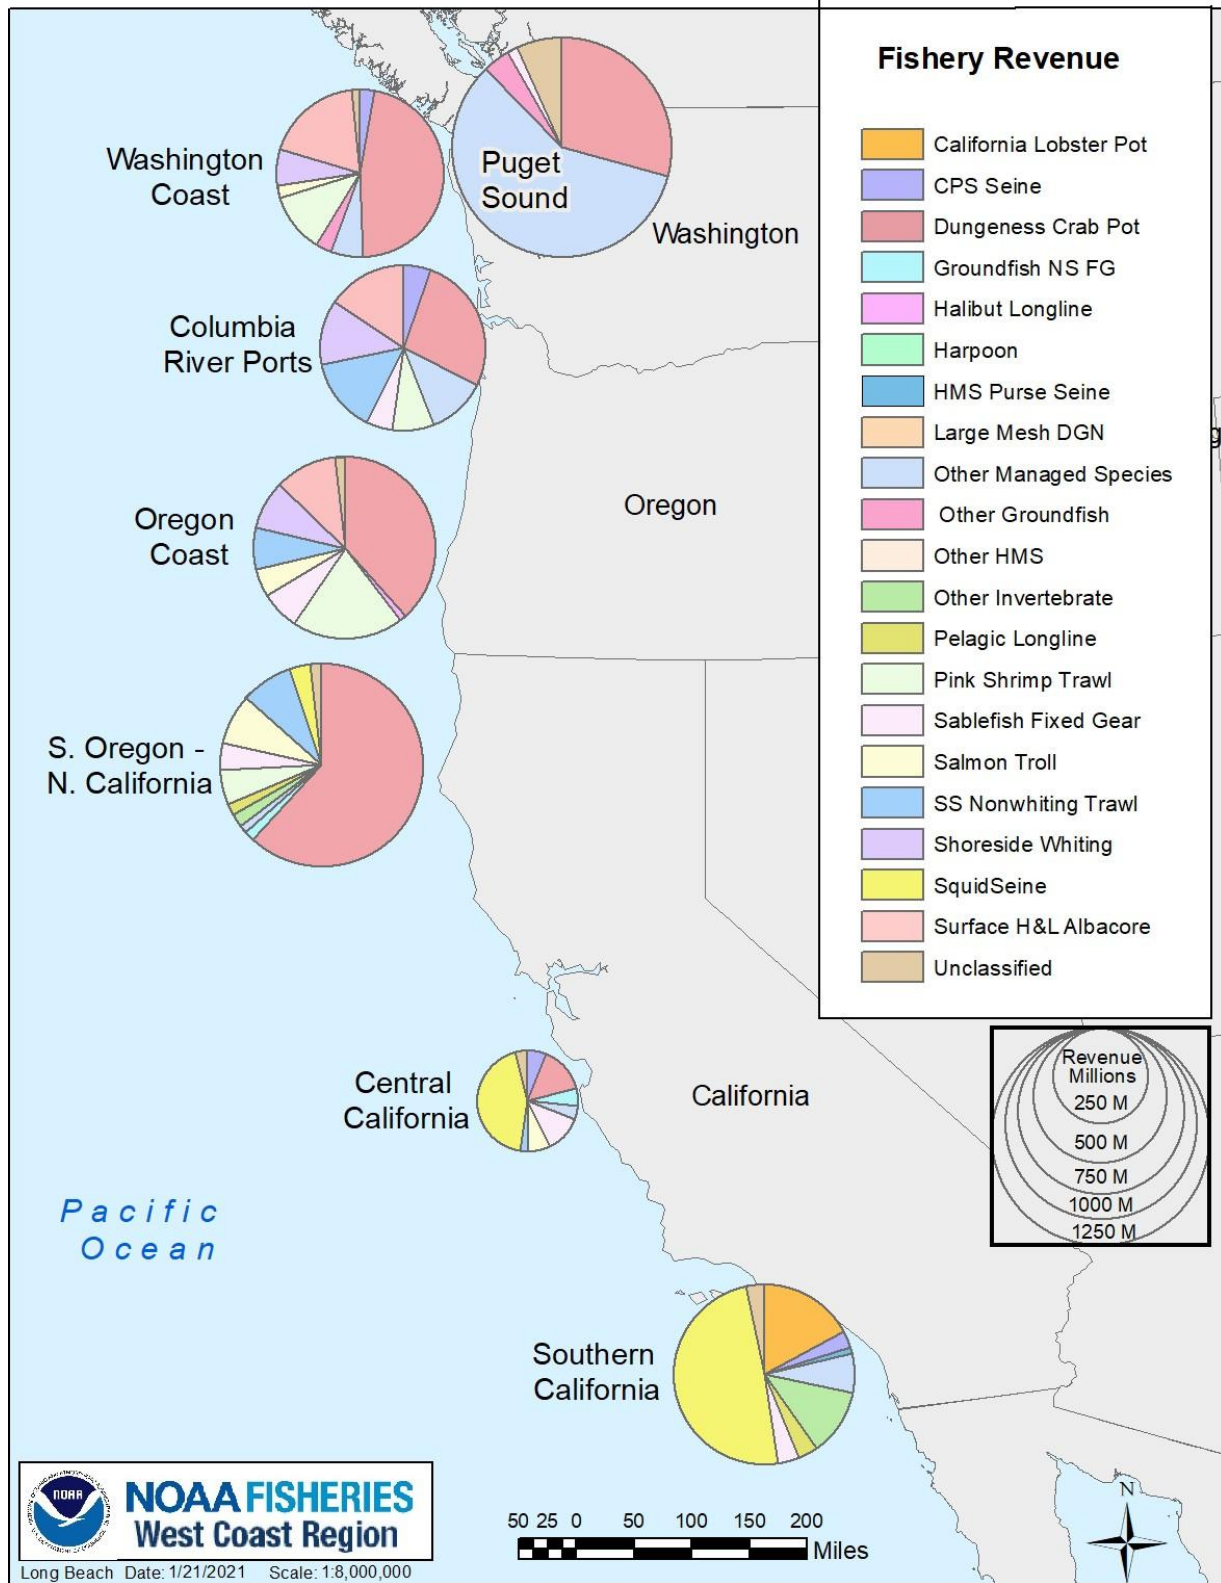 Fishery Revenue
California Lobster Pot
CPS Seine
Dungeness Crab Pot
Groundfish NS FG
Halibut Longline
Harpoon
HMS Purse Seine
Large Mesh DGN
Other Managed Species
Other Groundfish
Other HMS
Other Invertebrate
Pelagic Longline
Pink Shrimp Trawl
Sablefish Fixed Gear
Salmon Troll
SS Nonwhiting Trawl
Shoreside Whiting
SquidSeine
Surface H&L Albacore
Unclassified
Washington
Coast
Puget
Sound
Washington
Columbia
River Ports
Oregon
Coast
Oregon
S. Oregon -
N. California
Central
California
California
Revenue
Millions
250 M
500 M
750 M
1000 M
1250 M
Pacific
Ocean
Southern
California
NOAA
NOAA FISHERIES
West Coast Region
Long Beach Date: 1/21/2021 Scale: 1:8,000,000
50 25 0 50 100 150 200
Miles
N